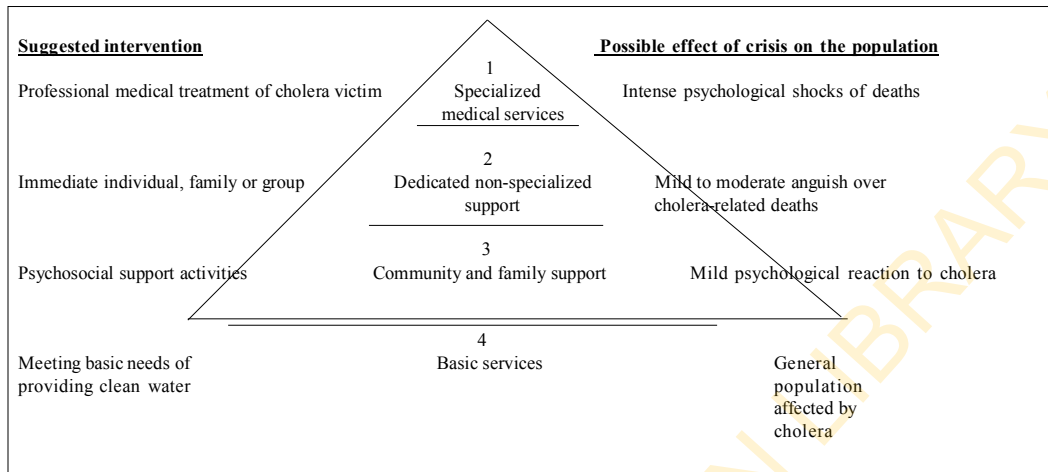 Suggested intervention
Possible effect of crisis on the population
1
Professional medical treatment of cholera victim
Specialized
medical services
Intense psychological shocks of deaths
2
Immediate individual, family or group
Dedicated non-specialized
support
Mild to moderate anguish over
cholera-related deaths
3
Psychosocial support activities
Community and family support
Mild psychological reaction to cholera
4
Meeting basic needs of
providing clean water
Basic services
General
population
affected by
cholera
N LIBRARY